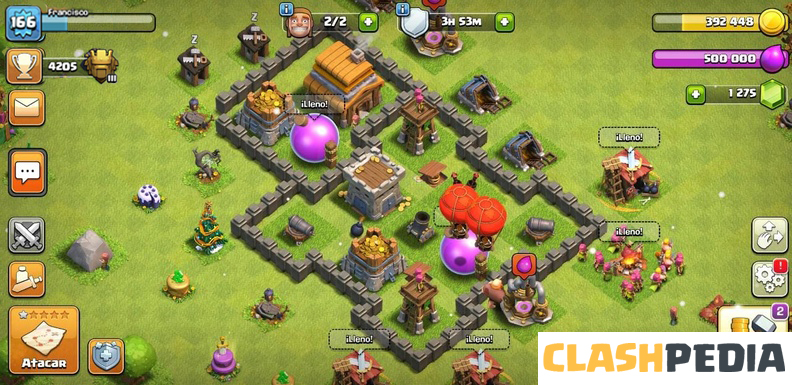 166
Francisco
2/2
3H 53M
392 448
4205
III
500 000
1 275
Z
Z
¡Lleno!
¡Lleno!
¡Lleno!
!
¡Lleno!
¡Lleno!
2
Atacar
CLASHPEDIA